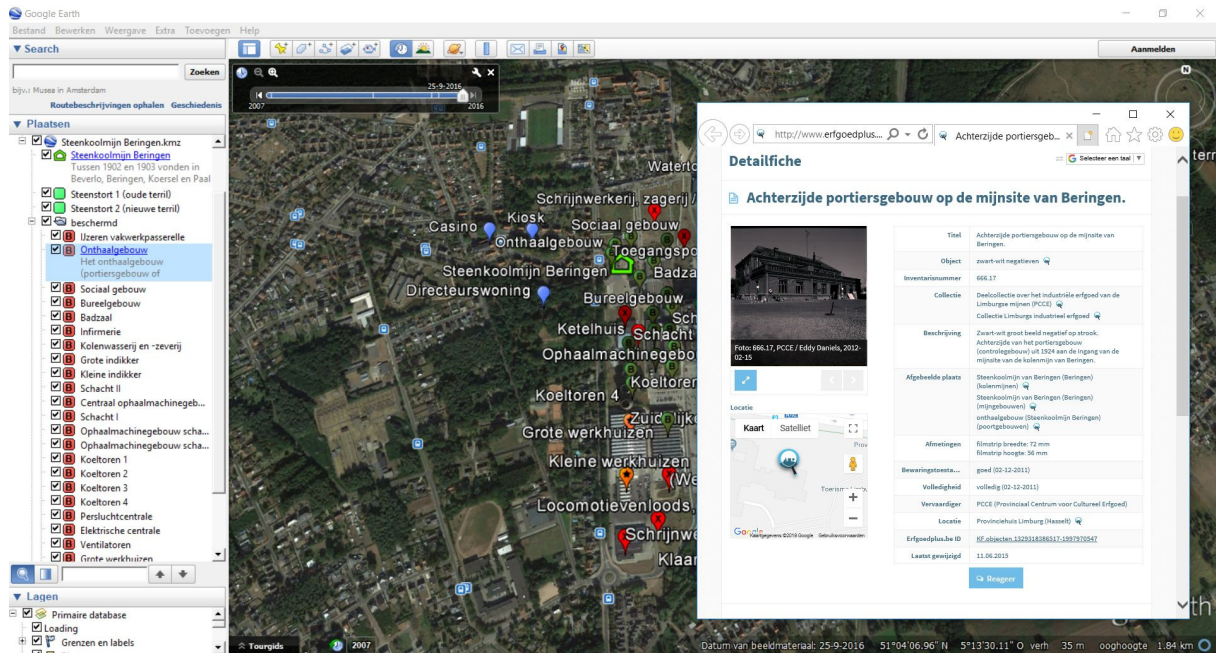 Google Earth
Bestand Bewerken Weergave Extra Toevoegen Help
Search
Zoeken
bijv.: Musea in Amsterdam
Routebeschrijvingen ophalen Geschiedenis
Plaatsen
Steenkoolmijn Beringen.kmz
Steenkoolmijn Beringen
Tussen 1902 en 1903 vonden in
Beverlo, Beringen, Koersel en Paal
Steenstort 1 (oude terril)
Steenstort 2 (nieuwe terril)
beschermd
IJzeren vakwerkpasserelle
Onthaalgebouw
Het onthaalgebouw
(portiersgebouw of
Sociaal gebouw
Bureelgebouw
Badzaal
Infirmerie
Kolenwasserij en -zeverij
Grote indikker
Kleine indikker
Schacht II
Centraal ophaalmachinegeb...
Schacht I
Ophaalmachinegebouw scha...
Ophaalmachinegebouw scha...
Koeltoren 1
Koeltoren 2
Koeltoren 3
Koeltoren 4
Persluchtcentrale
Elektrische centrale
Ventilatoren
Grote werkhuizen
Lagen
Primaire database
Loading
Grenzen en labels
Aanmelden
25-9-2016
2007 2016
N
Schrijnwerkerij, zagerij /
Kiosk
Casino
Sociaal gebouw
Onthaalgebouw
Steenkoolmijn Beringen
Badza
Directeurswoning
Bureelgebouw
Ketelhuis
Schacht
Ophaalmachinegebo
Koeltoren
Koeltoren 4
Grote werkhuizen
Kleine werkhuizen
Locomotievenloods,
Schrijnwe
Klaar
Tourgids
2007
Datum van beeldmateriaal: 25-9-2016 51°04'06.96" N 5°13'30.11" O verh 35 m ooghoogte 1.84 km
http://www.erfgoedplus....
Achterzijde portiersgeb...
Detailfiche
Selecteer een taal
Achterzijde portiersgebouw op de mijnsite van Beringen.
Foto: 666.17, PCCE / Eddy Daniels, 2012-
02-15
Locatie
Kaart Satelliet
Google
Kaartgegevens ©2018 Google Gebruiksvoorwaarden
Titel Achterzijde portiersgebouw op de mijnsite van
Beringen.
Object zwart-wit negatieven
Inventarisnummer 666.17
Collectie Deelcollectie over het industriële erfgoed van de
Limburgse mijnen (PCCE)
Collectie Limburgs industrieel erfgoed
Beschrijving Zwart-wit groot beeld negatief op strook.
Achterzijde van het portiersgebouw
(controlegebouw) uit 1924 aan de ingang van de
mijnsite van de kolenmijn van Beringen.
Afgebeelde plaats Steenkoolmijn van Beringen (Beringen)
(kolenmijnen)
Steenkoolmijn van Beringen (Beringen)
(mijngebouwen)
onthaalgebouw (Steenkoolmijn Beringen)
(poortgebouwen)
Afmetingen filmstrip breedte: 72 mm
filmstrip hoogte: 56 mm
Bewaringstoesta... goed (02-12-2011)
Volledigheid volledig (02-12-2011)
Vervaardiger PCCE (Provinciaal Centrum voor Cultureel Erfgoed)
Locatie Provinciehuis Limburg (Hasselt)
Erfgoedplus.be ID KF.objecten.1329318386517-1997970547
Laatst gewijzigd 11.06.2015
Reageer